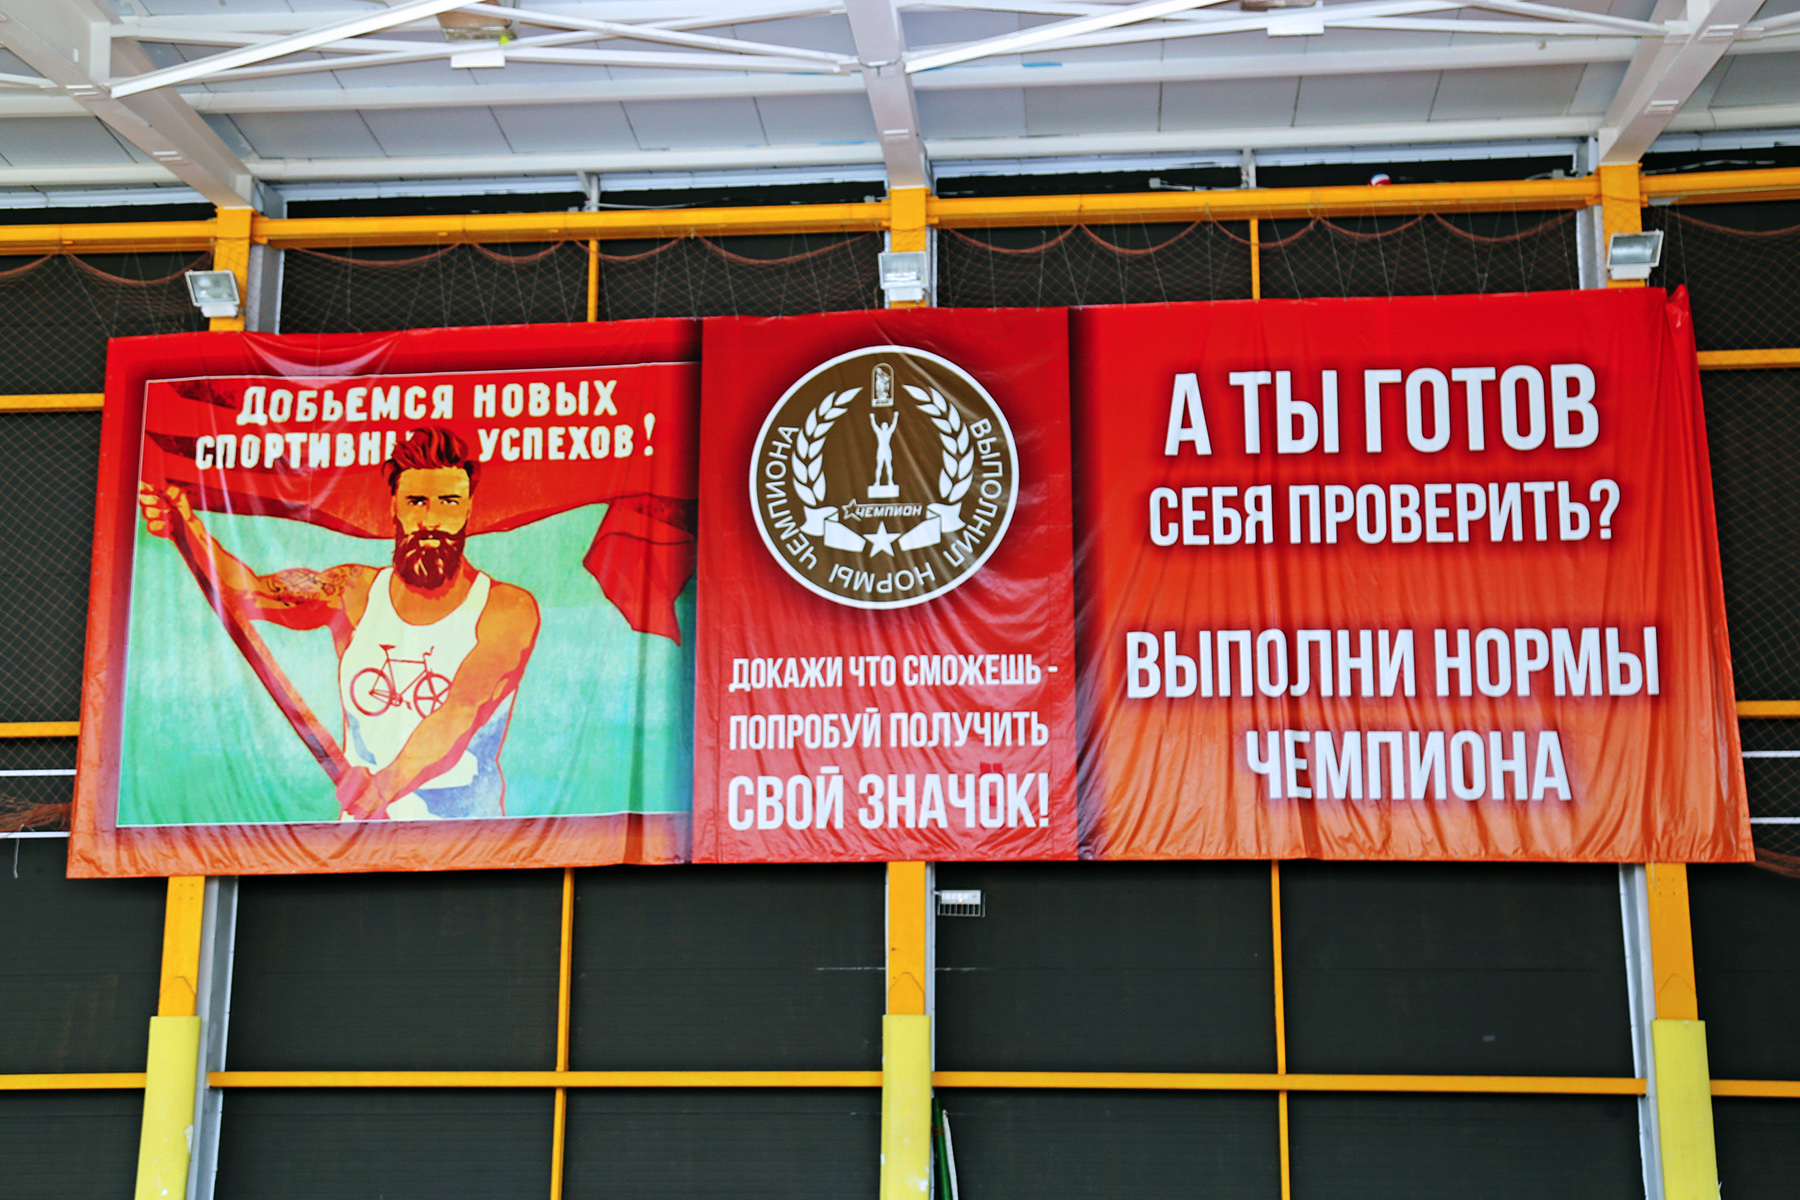 ДОБЬЕМСЯ НОВЫХ
УСПЕХОВ!
ВЫПОЛНИЛ НОРМЫ ЧЕМПИОНА
ЧЕМПИОН
ДОКАЖИ ЧТО СМОЖЕШЬ -
ПОПРОБУЙ ПОЛУЧИТЬ
СВОЙ ЗНАЧОК!
А ТЫ ГОТОВ
СЕБЯ ПРОВЕРИТЬ?
ВЫПОЛНИ НОРМЫ
ЧЕМПИОНА